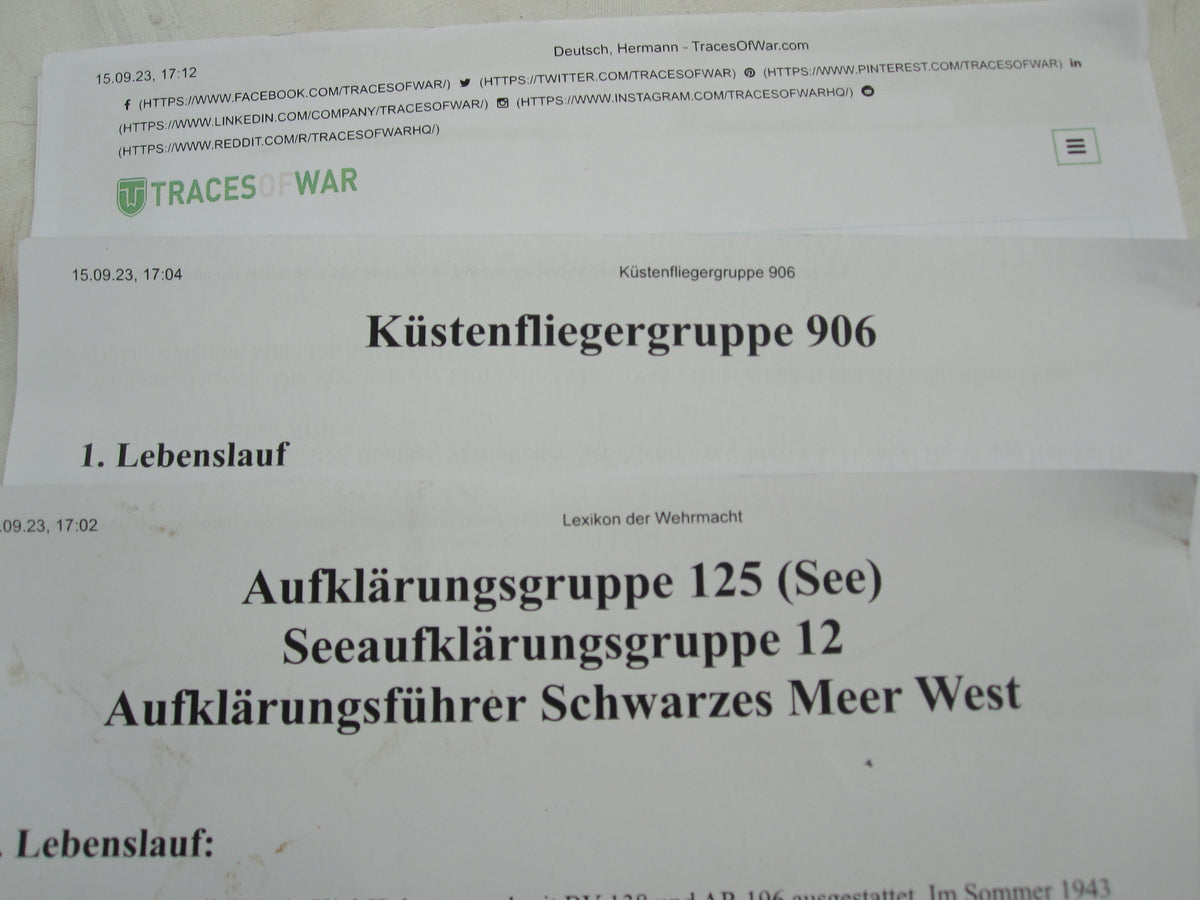 15.09.23, 17:12
Deutsch, Hermann - TracesOfWar.com
(HTTPS://WWW.FACEBOOK.COM/TRACESOFWAR/) (HTTPS://TWITTER.COM/TRACESOFWAR) (HTTPS://WWW.PINTEREST.COM/TRACESOFWAR) in
(HTTPS://WWW.LINKEDIN.COM/COMPANY/TRACESOFWAR/) (HTTPS://WWW.INSTAGRAM.COM/TRACESOFWARHQ/)
(HTTPS://WWW.REDDIT.COM/R/TRACESOFWARHQ/)
TRACESOFWAR
15.09.23, 17:04
Küstenfliegergruppe 906
Küstenfliegergruppe 906
1. Lebenslauf
.09.23, 17:02
Lexikon der Wehrmacht
Aufklärungsgruppe 125 (See)
Seeaufklärungsgruppe 12
Aufklärungsführer Schwarzes Meer West
. Lebenslauf:
ausgestattet. Im Sommer 1943